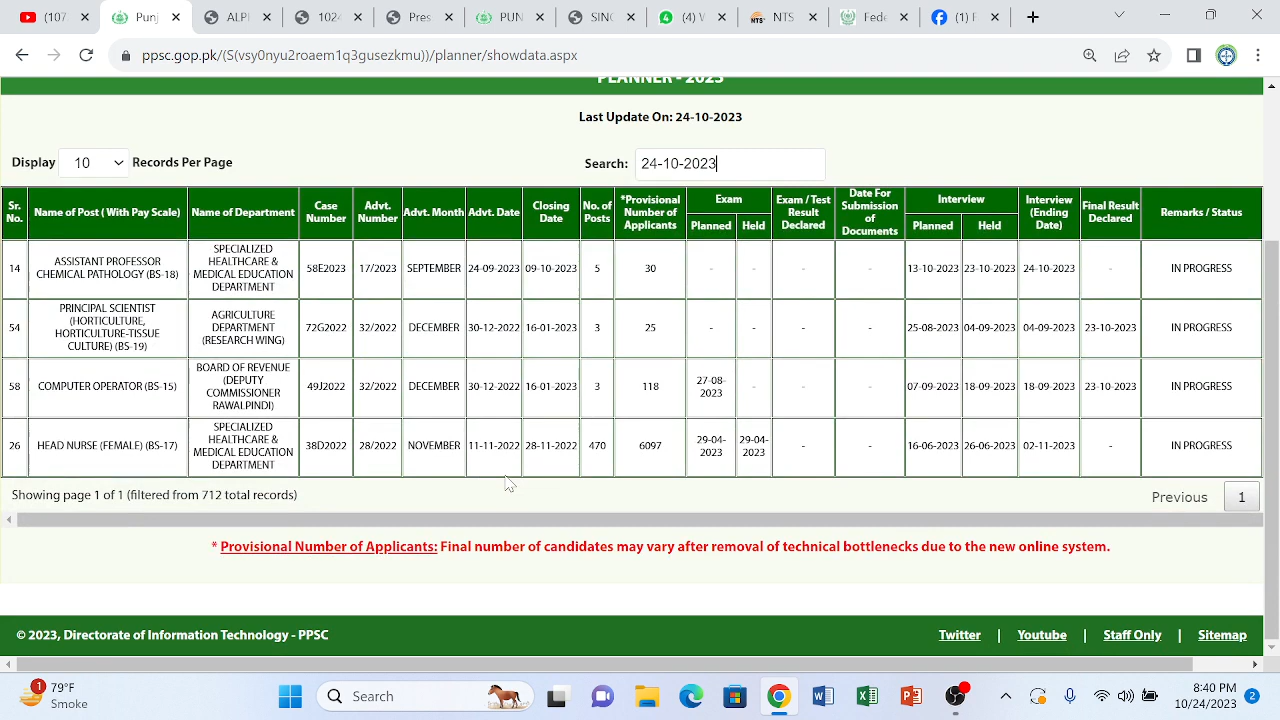 (107
Punj
ALPI
1024
Pres
PUN
SINC
(4) V
NTS
NTS
Fede
(1) F
ppsc.gop.pk/(S(vsy0nyu2roaem1q3gusezkmu))/planner/showdata.aspx
PLANNER - 2023
Last Update On: 24-10-2023
Display 10 Records Per Page
Search: 24-10-2023
Sr. No. Name of Post ( With Pay Scale) Name of Department Case Number Advt. Number Advt. Month Advt. Date Closing Date No. of Posts *Provisional Number of Applicants Exam Planned Held Exam / Test Result Declared Date For Submission of Documents Interview Planned Held Interview (Ending Date) Final Result Declared Remarks / Status
14 ASSISTANT PROFESSOR CHEMICAL PATHOLOGY (BS-18) SPECIALIZED HEALTHCARE & MEDICAL EDUCATION DEPARTMENT 58E2023 17/2023 SEPTEMBER 24-09-2023 09-10-2023 5 30 - - - - 13-10-2023 23-10-2023 24-10-2023 - IN PROGRESS
54 PRINCIPAL SCIENTIST (HORTICULTURE, HORTICULTURE-TISSUE CULTURE) (BS-19) AGRICULTURE DEPARTMENT (RESEARCH WING) 72G2022 32/2022 DECEMBER 30-12-2022 16-01-2023 3 25 - - - - 25-08-2023 04-09-2023 04-09-2023 23-10-2023 IN PROGRESS
58 COMPUTER OPERATOR (BS-15) BOARD OF REVENUE (DEPUTY COMMISSIONER RAWALPINDI) 49J2022 32/2022 DECEMBER 30-12-2022 16-01-2023 3 118 27-08-2023 - - - 07-09-2023 18-09-2023 18-09-2023 23-10-2023 IN PROGRESS
26 HEAD NURSE (FEMALE) (BS-17) SPECIALIZED HEALTHCARE & MEDICAL EDUCATION DEPARTMENT 38D2022 28/2022 NOVEMBER 11-11-2022 28-11-2022 470 6097 29-04-2023 29-04-2023 - - 16-06-2023 26-06-2023 02-11-2023 - IN PROGRESS
Showing page 1 of 1 (filtered from 712 total records)
Previous 1
* Provisional Number of Applicants: Final number of candidates may vary after removal of technical bottlenecks due to the new online system.
© 2023, Directorate of Information Technology - PPSC
Twitter | Youtube | Staff Only | Sitemap
1
79°F
Smoke
Search
8:40 PM
10/24/2023
2